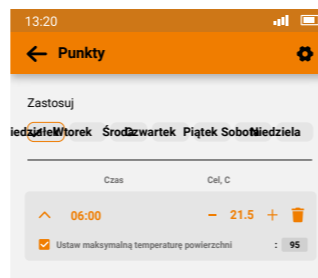 13:20
Punkty
Zastosuj
iedziałek Wtorek Środa Czwartek Piątek Sobota Niedziela
Czas Cel, C
06:00 − 21.5 +
Ustaw maksymalną temperaturę powierzchni : 95